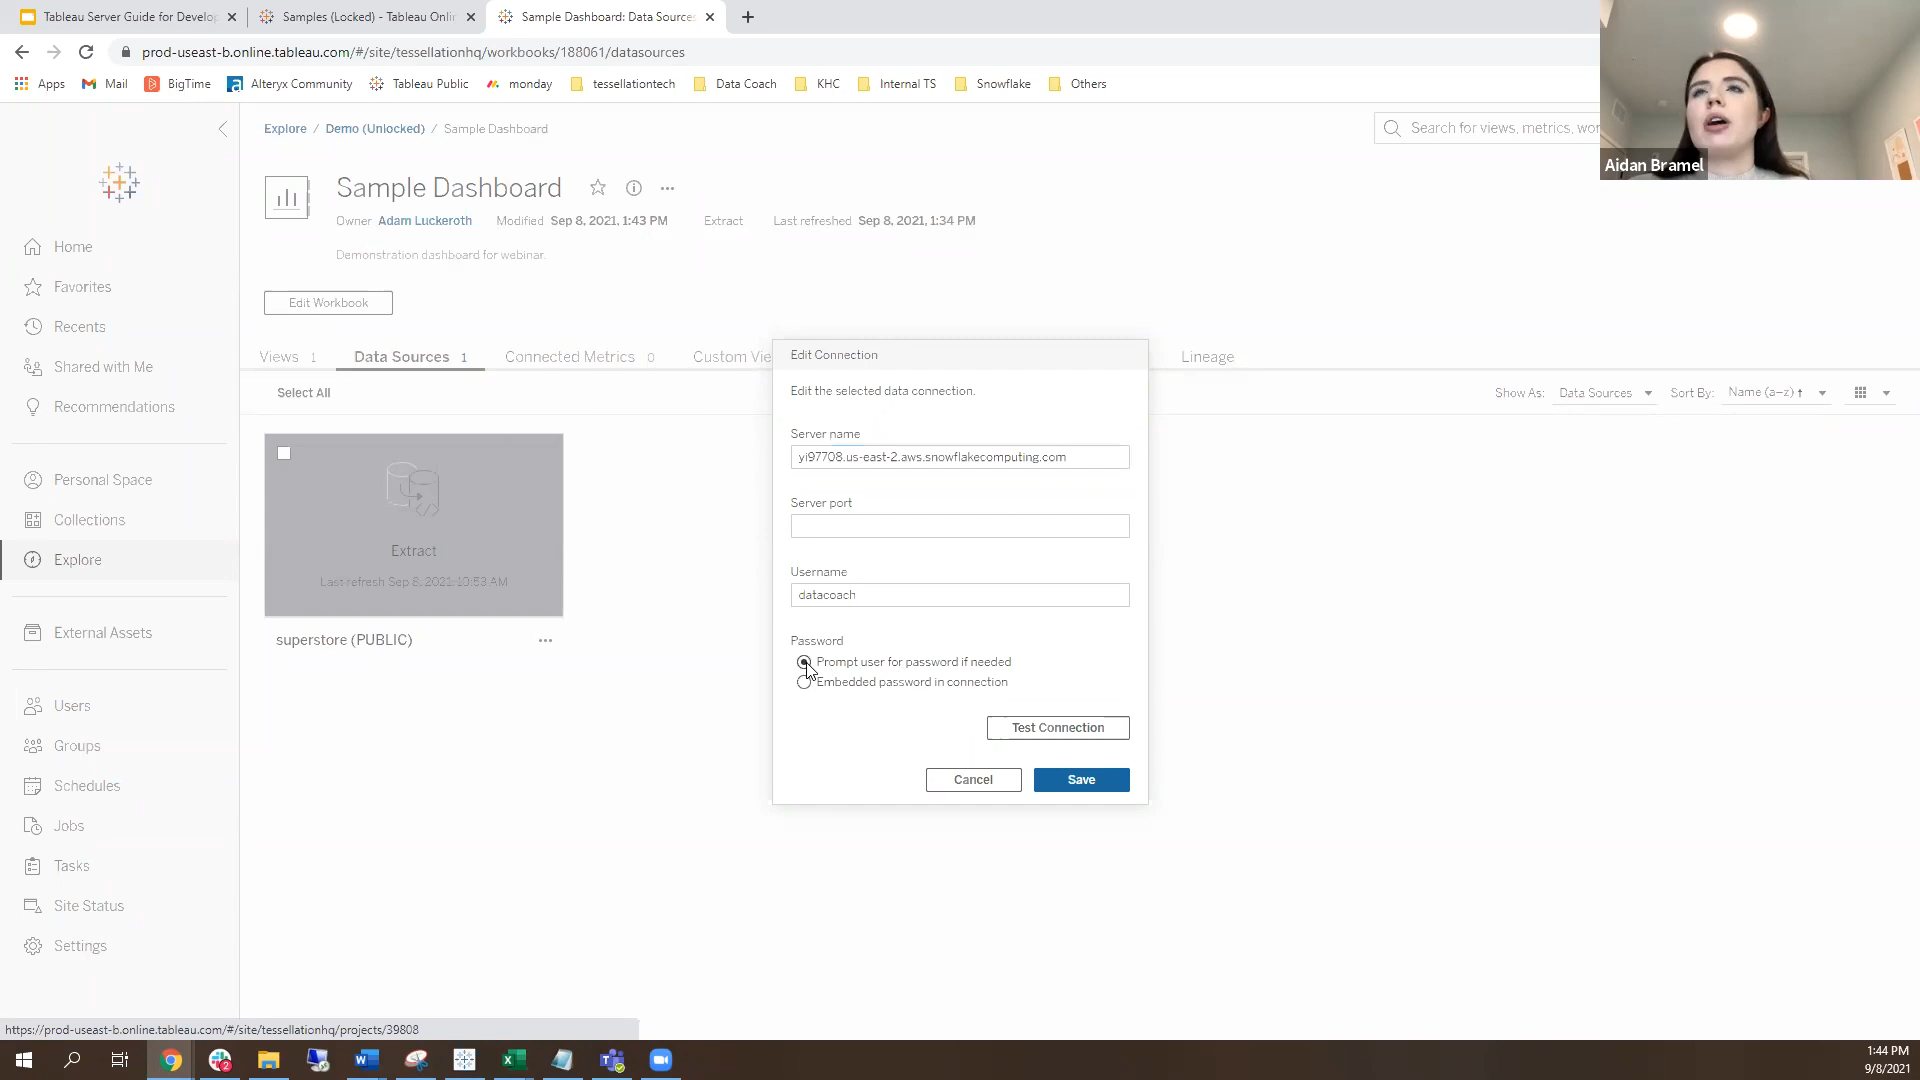 Tableau Server Guide for Develop
Samples (Locked) - Tableau Onli
Sample Dashboard: Data Sources
prod-useast-b.online.tableau.com/#/site/tessellationhq/workbooks/188061/datasources
Apps
Mail
BigTime
Alteryx Community
Tableau Public
monday
tessellationtech
Data Coach
KHC
Internal TS
Snowflake
Others
Aidan Bramel
Explore / Demo (Unlocked) / Sample Dashboard
Search for views, metrics, wor
Sample Dashboard
Owner Adam Luckeroth Modified Sep 8, 2021, 1:43 PM Extract Last refreshed Sep 8, 2021, 1:34 PM
Demonstration dashboard for webinar.
Edit Workbook
Views 1
Data Sources 1
Connected Metrics 0
Custom Vie
Lineage
Select All
Show As: Data Sources
Sort By: Name (a–z) ↑
Home
Favorites
Recents
Shared with Me
Recommendations
Personal Space
Collections
Explore
External Assets
Users
Groups
Schedules
Jobs
Tasks
Site Status
Settings
Extract
Last refresh Sep 8, 2021, 10:53 AM
superstore (PUBLIC)
Edit Connection
Edit the selected data connection.
Server name
yi97708.us-east-2.aws.snowflakecomputing.com
Server port
Username
datacoach
Password
Prompt user for password if needed
Embedded password in connection
Test Connection
Cancel
Save
https://prod-useast-b.online.tableau.com/#/site/tessellationhq/projects/39808
2
1:44 PM
9/8/2021